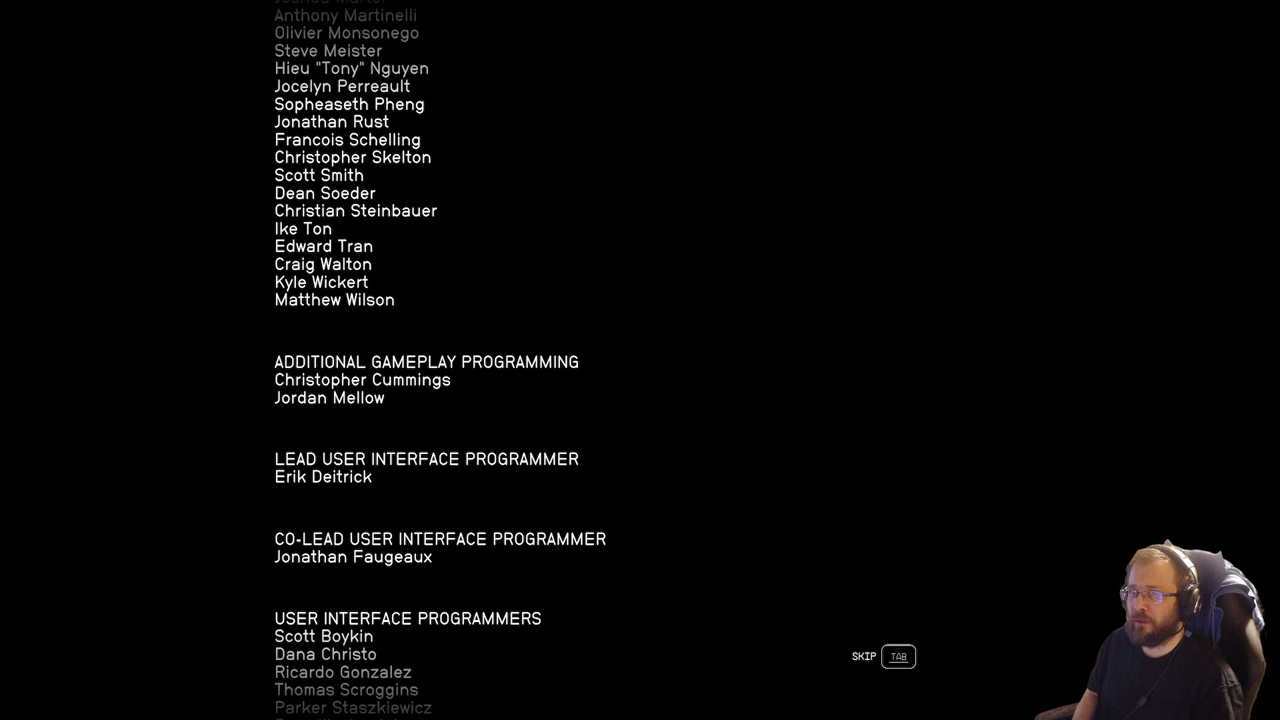 Joshua Marter
Anthony Martinelli
Olivier Monsonego
Steve Meister
Hieu "Tony" Nguyen
Jocelyn Perreault
Sopheaseth Pheng
Jonathan Rust
Francois Schelling
Christopher Skelton
Scott Smith
Dean Soeder
Christian Steinbauer
Ike Ton
Edward Tran
Craig Walton
Kyle Wickert
Matthew Wilson
ADDITIONAL GAMEPLAY PROGRAMMING
Christopher Cummings
Jordan Mellow
LEAD USER INTERFACE PROGRAMMER
Erik Deitrick
CO-LEAD USER INTERFACE PROGRAMMER
Jonathan Faugeaux
USER INTERFACE PROGRAMMERS
Scott Boykin
Dana Christo
SKIP TAB
Ricardo Gonzalez
Thomas Scroggins
Parker Staszkiewicz